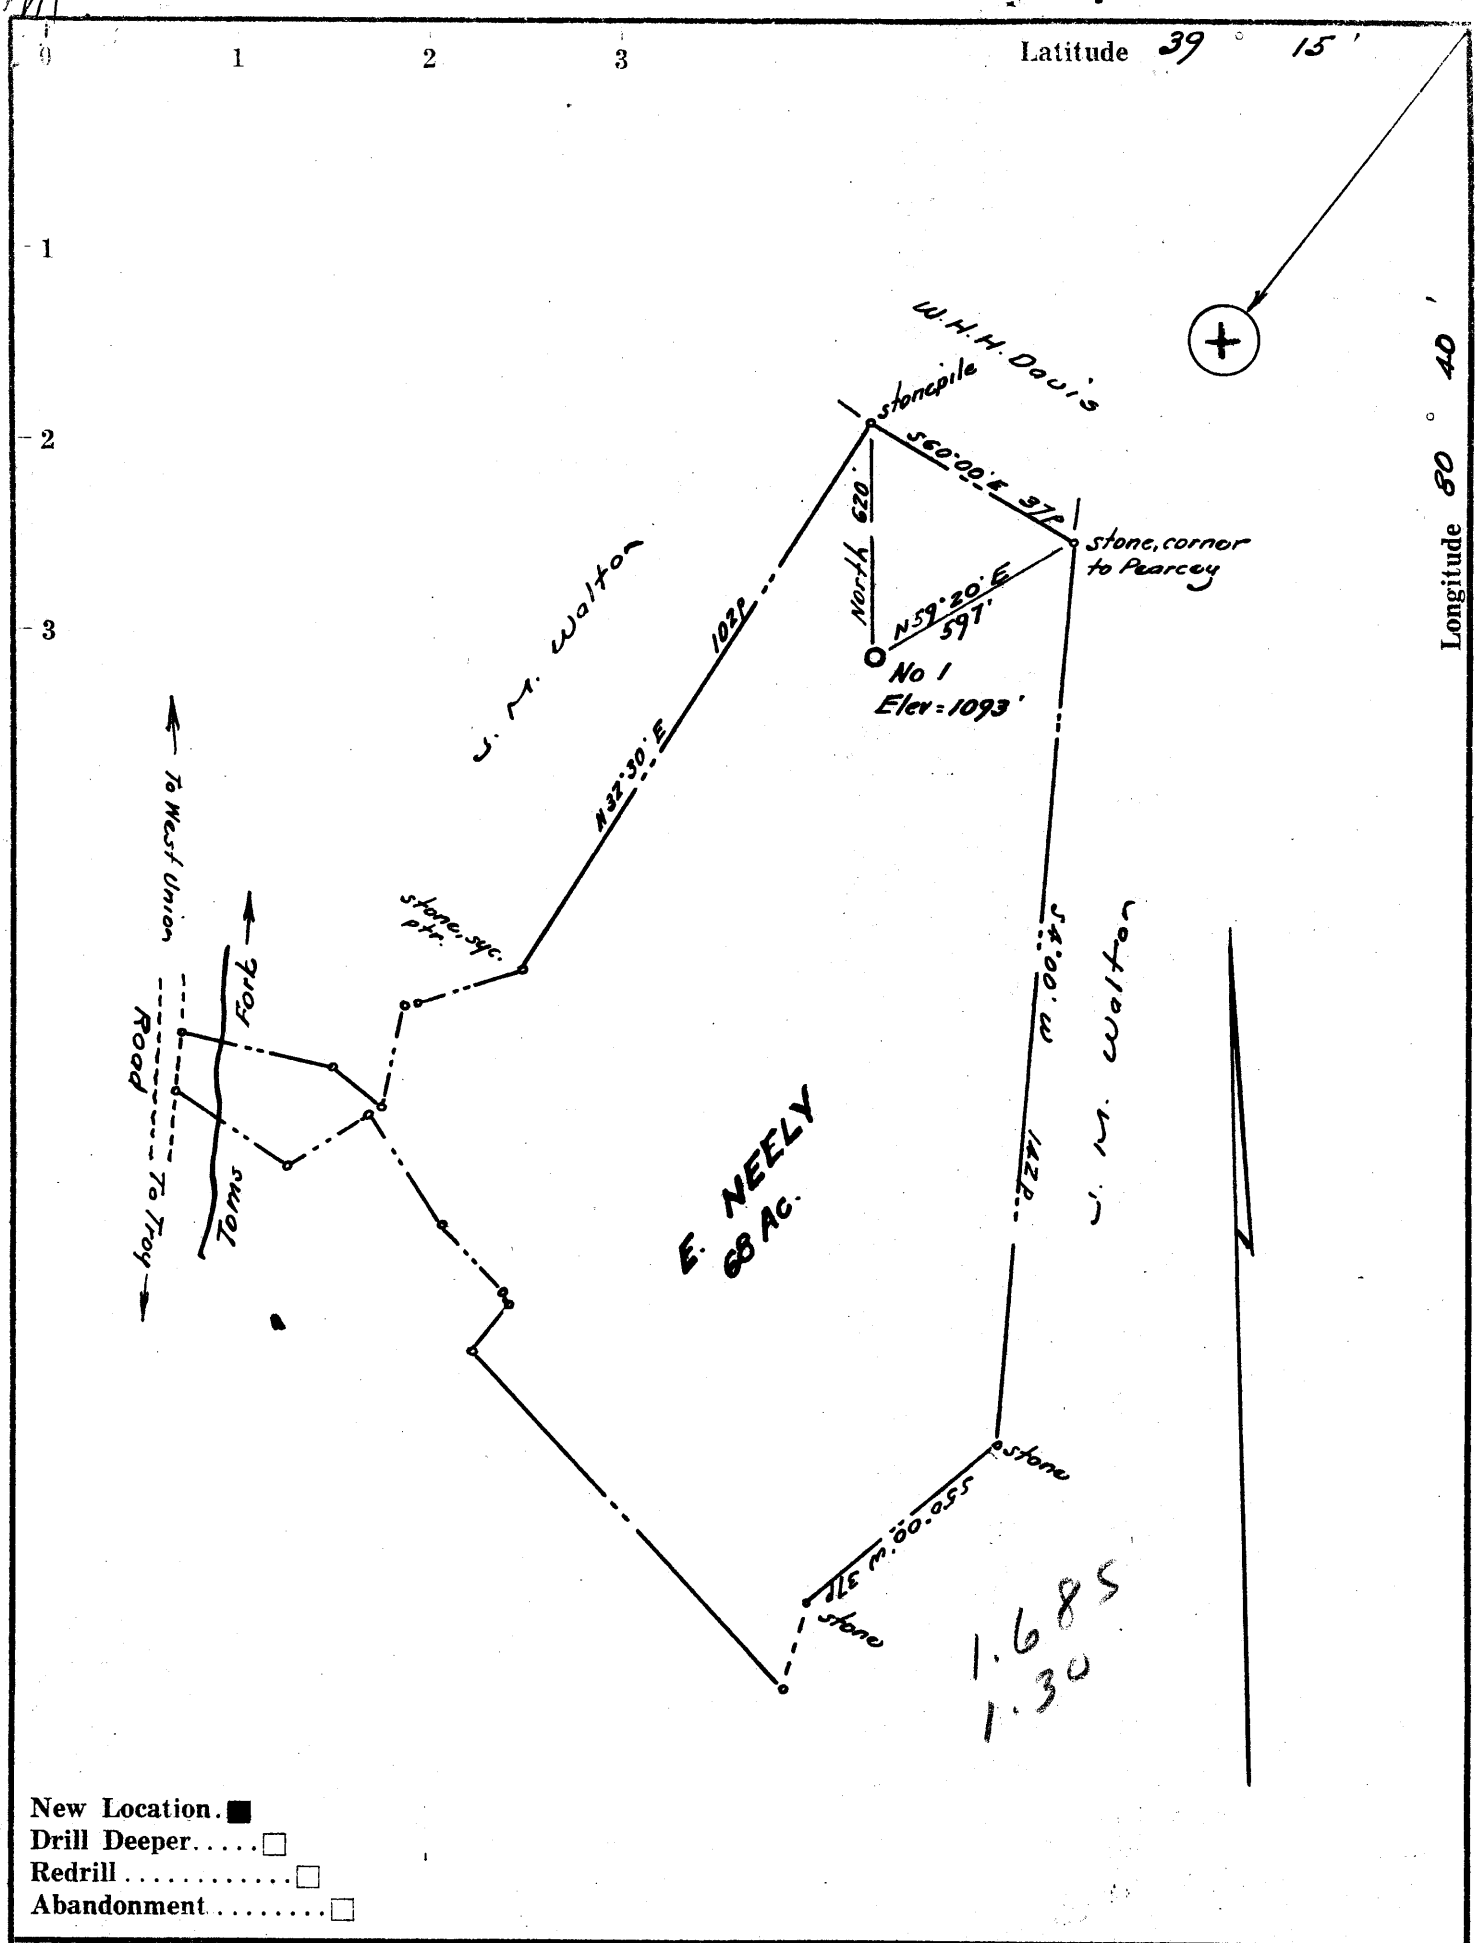 0 1 2 3
Latitude 39 ° 15 '
- 1
- 2
- 3
Longitude 80 ° 40 '
W.H.H. Davis
stonepile
S60°00'E 37P
stone, corner
to Pearcey
North 620'
N59°20'E
597'
No 1
Elev = 1093'
J. M. Walton
102P
N32°30'E
stone, syc.
ptr.
To West Union
Road
To Troy
Fork
Toms
S4°00'W
142P
J. M. Walton
E. NEELY
68 Ac.
stone
S50°00'W 37P
stone
1.685
1.30
New Location. ■
Drill Deeper..... □
Redrill ............ □
Abandonment ........ □